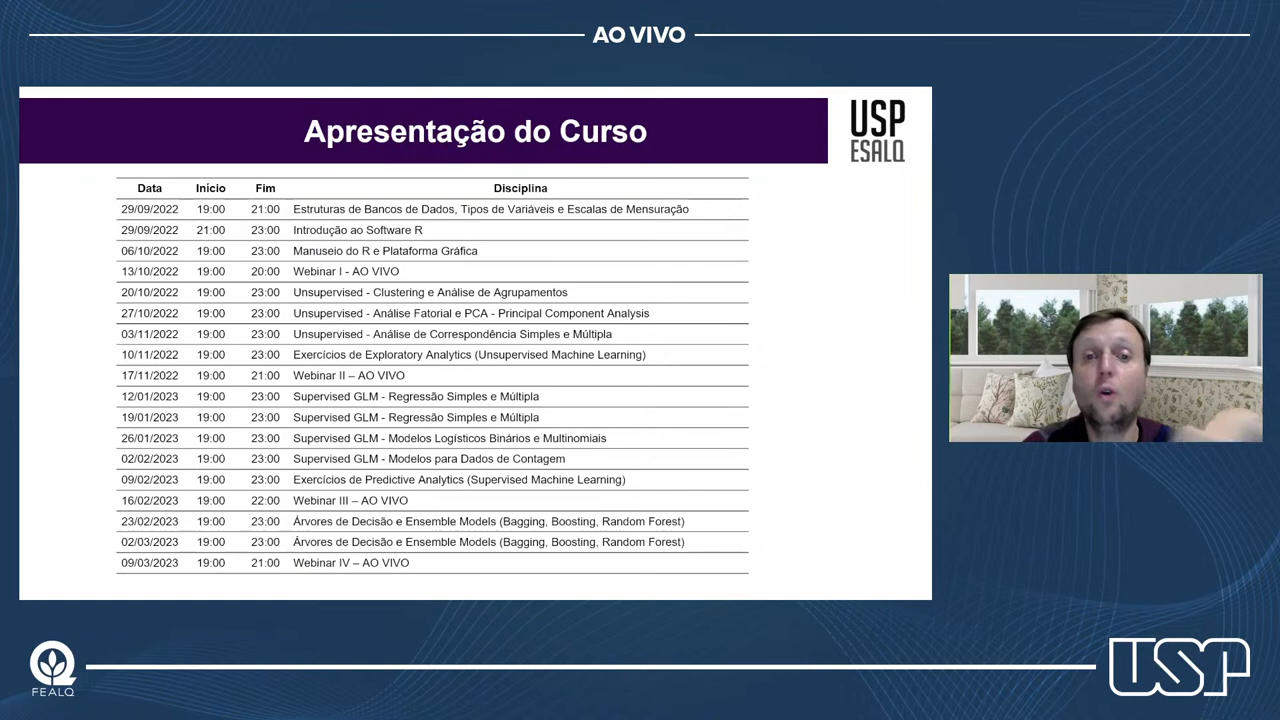 AO VIVO
Apresentação do Curso
USP
ESALQ
Data Início Fim Disciplina
29/09/2022 19:00 21:00 Estruturas de Bancos de Dados, Tipos de Variáveis e Escalas de Mensuração
29/09/2022 21:00 23:00 Introdução ao Software R
06/10/2022 19:00 23:00 Manuseio do R e Plataforma Gráfica
13/10/2022 19:00 20:00 Webinar I - AO VIVO
20/10/2022 19:00 23:00 Unsupervised - Clustering e Análise de Agrupamentos
27/10/2022 19:00 23:00 Unsupervised - Análise Fatorial e PCA - Principal Component Analysis
03/11/2022 19:00 23:00 Unsupervised - Análise de Correspondência Simples e Múltipla
10/11/2022 19:00 23:00 Exercícios de Exploratory Analytics (Unsupervised Machine Learning)
17/11/2022 19:00 21:00 Webinar II – AO VIVO
12/01/2023 19:00 23:00 Supervised GLM - Regressão Simples e Múltipla
19/01/2023 19:00 23:00 Supervised GLM - Regressão Simples e Múltipla
26/01/2023 19:00 23:00 Supervised GLM - Modelos Logísticos Binários e Multinomiais
02/02/2023 19:00 23:00 Supervised GLM - Modelos para Dados de Contagem
09/02/2023 19:00 23:00 Exercícios de Predictive Analytics (Supervised Machine Learning)
16/02/2023 19:00 22:00 Webinar III – AO VIVO
23/02/2023 19:00 23:00 Árvores de Decisão e Ensemble Models (Bagging, Boosting, Random Forest)
02/03/2023 19:00 23:00 Árvores de Decisão e Ensemble Models (Bagging, Boosting, Random Forest)
09/03/2023 19:00 21:00 Webinar IV – AO VIVO
FEALQ
USP